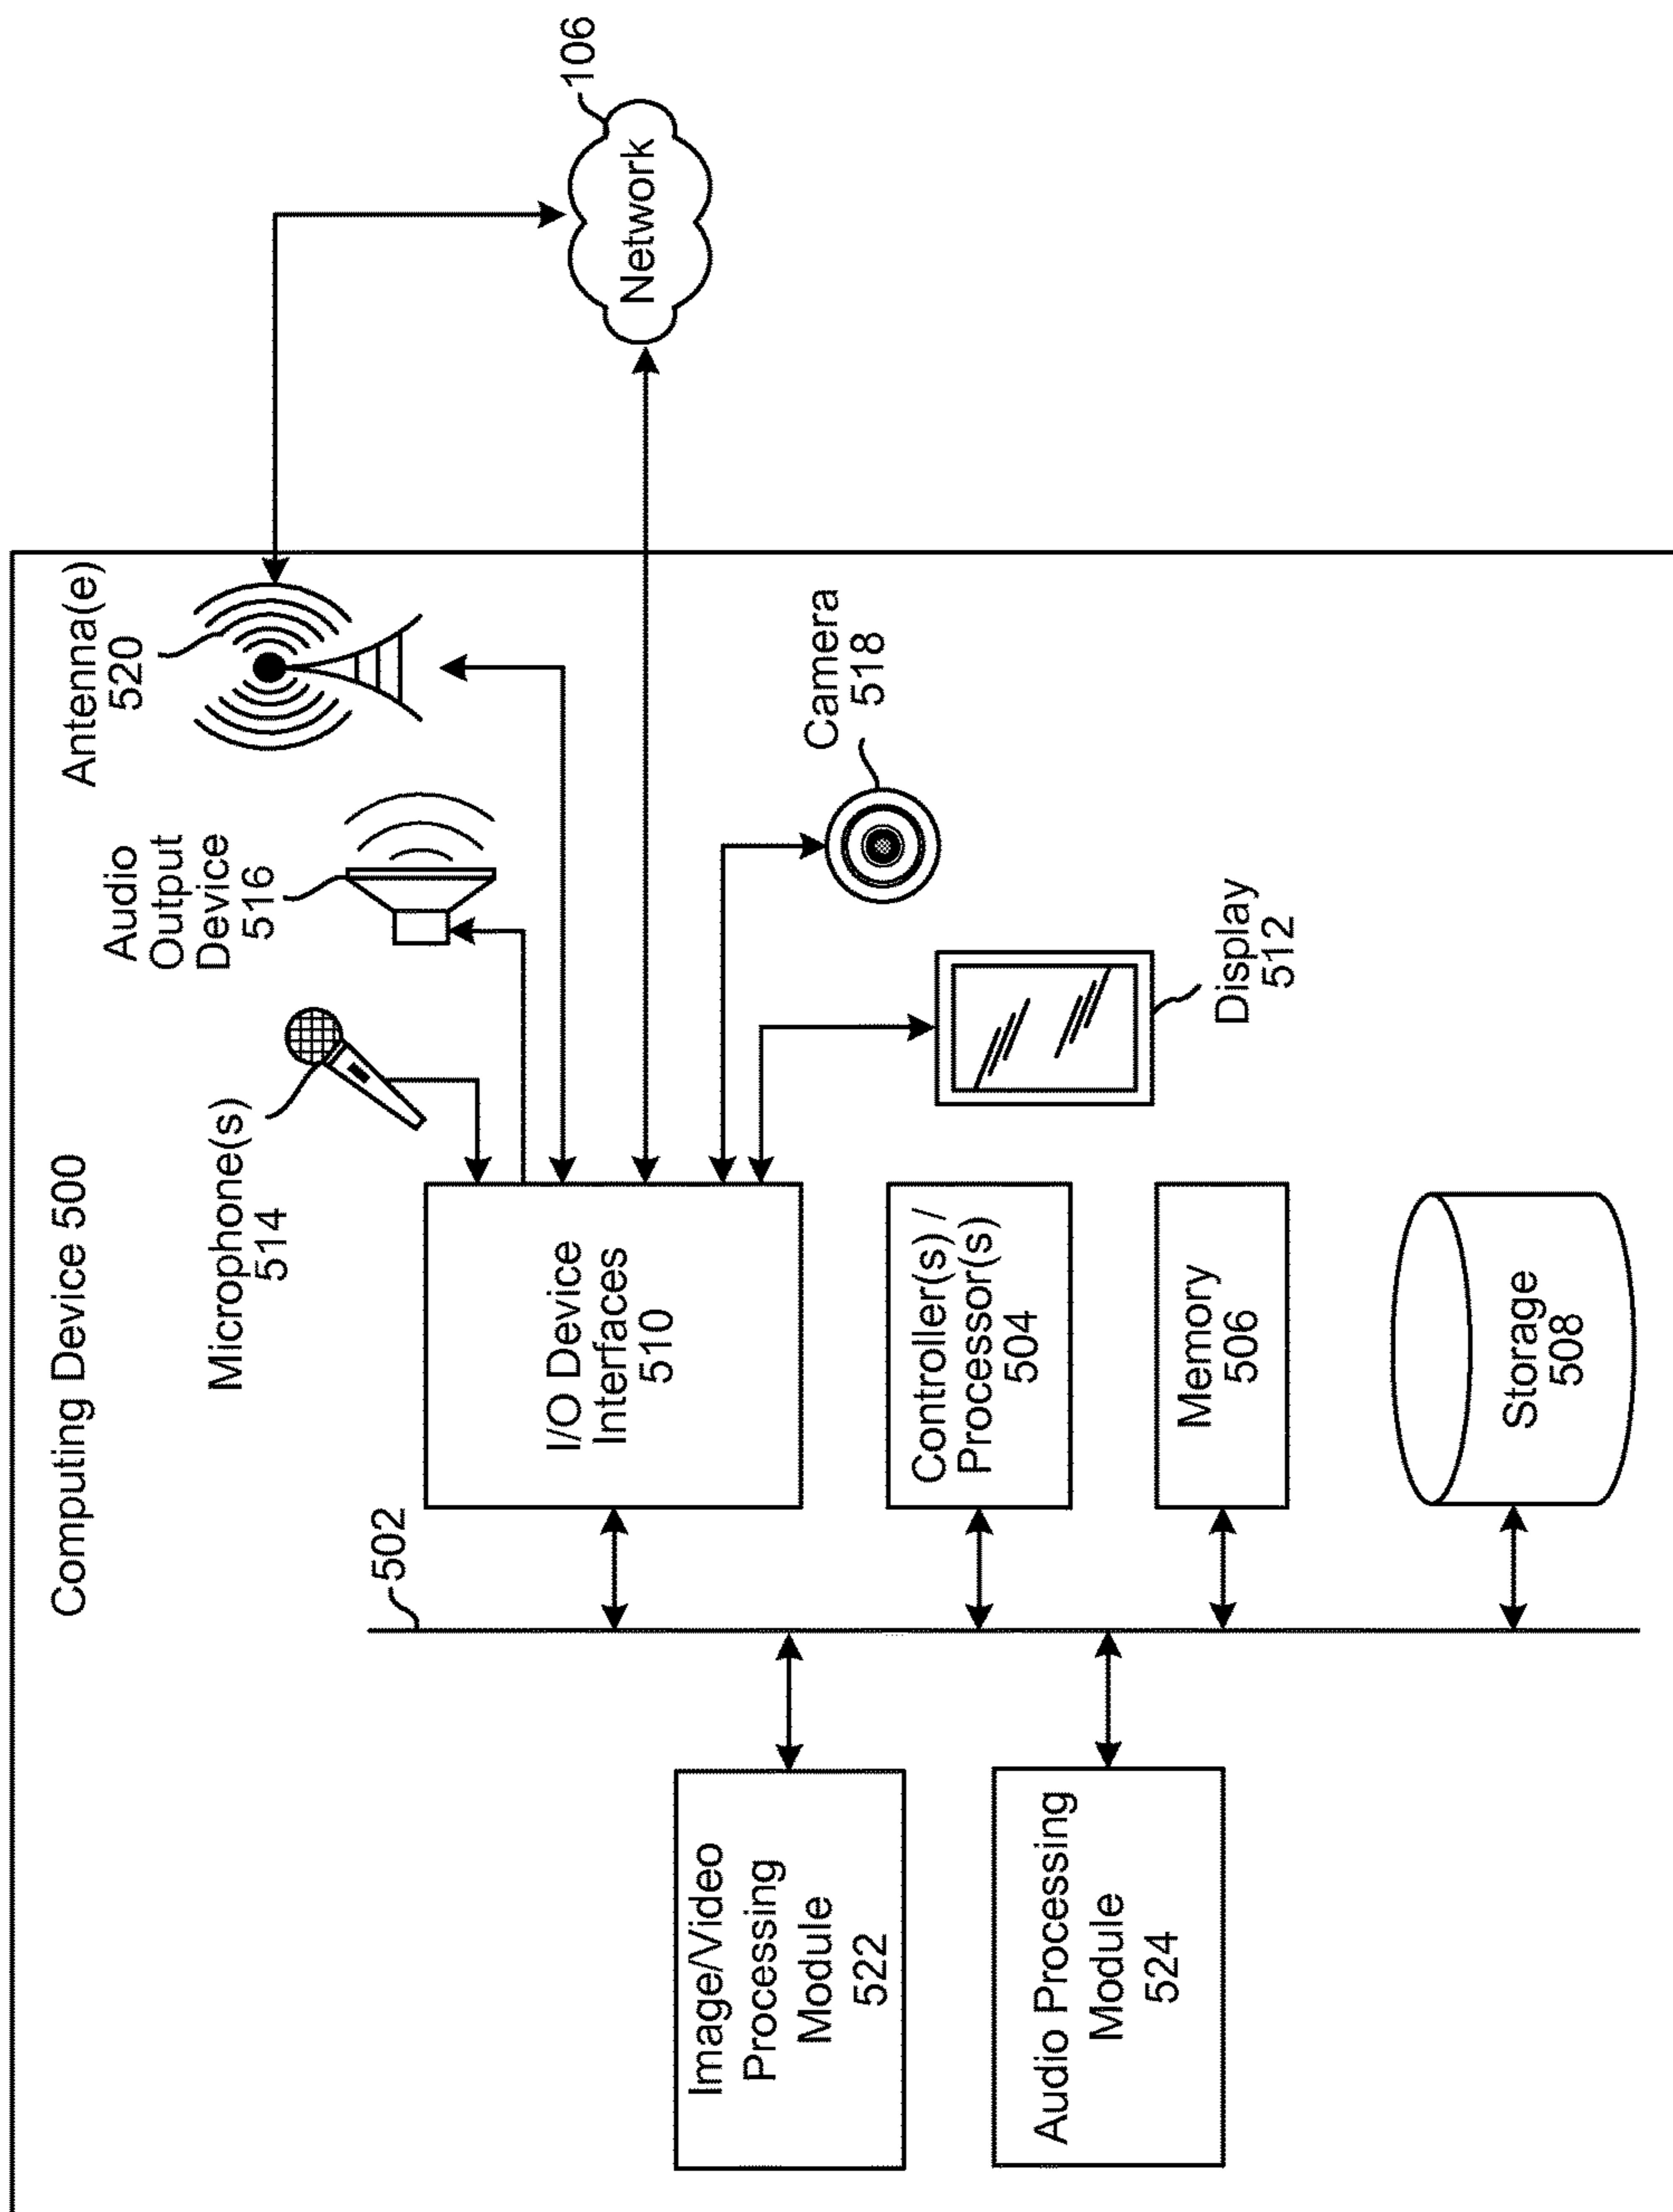 Computing Device 500
Microphone(s)
514
Audio
Output
Device
516
Antenna(e)
520
106
Network
502
I/O Device
Interfaces
510
Camera
518
Image/Video
Processing
Module
522
Controller(s) /
Processor(s)
504
Display
512
Audio Processing
Module
524
Memory
506
Storage
508